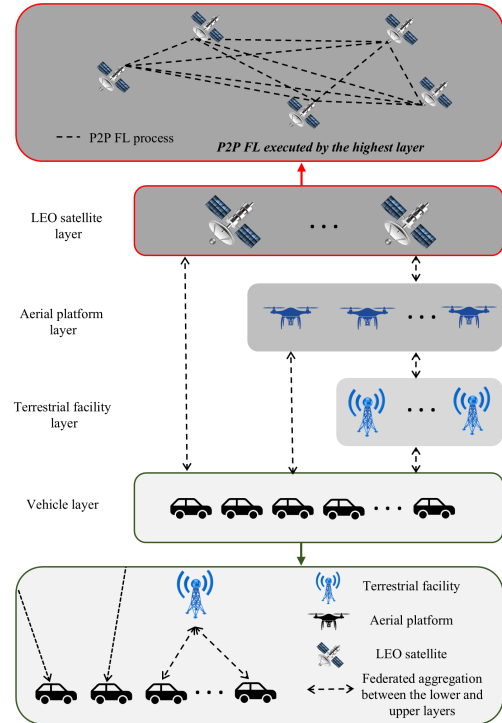 P2P FL process
P2P FL executed by the highest layer
LEO satellite
layer
Aerial platform
layer
Terrestrial facility
layer
Vehicle layer
Terrestrial facility
Aerial platform
LEO satellite
Federated aggregation
between the lower and
upper layers